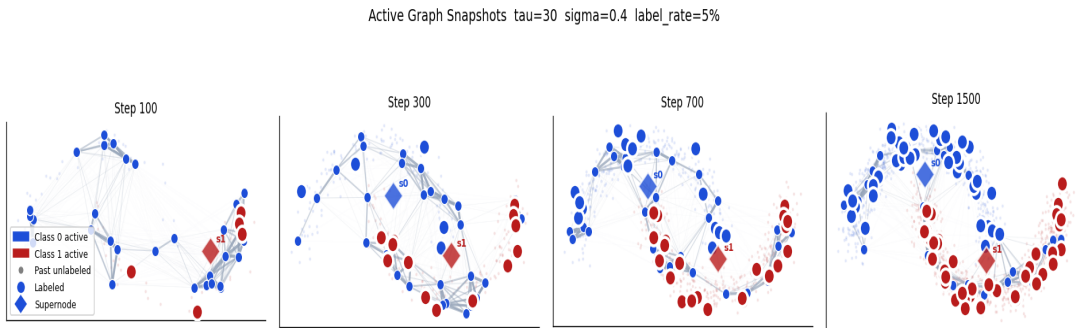 Active Graph Snapshots tau=30 sigma=0.4 label_rate=5%
Step 100
Step 300
Step 700
Step 1500
s1
s0
s1
s0
s1
s0
s1
Class 0 active
Class 1 active
Past unlabeled
Labeled
Supernode